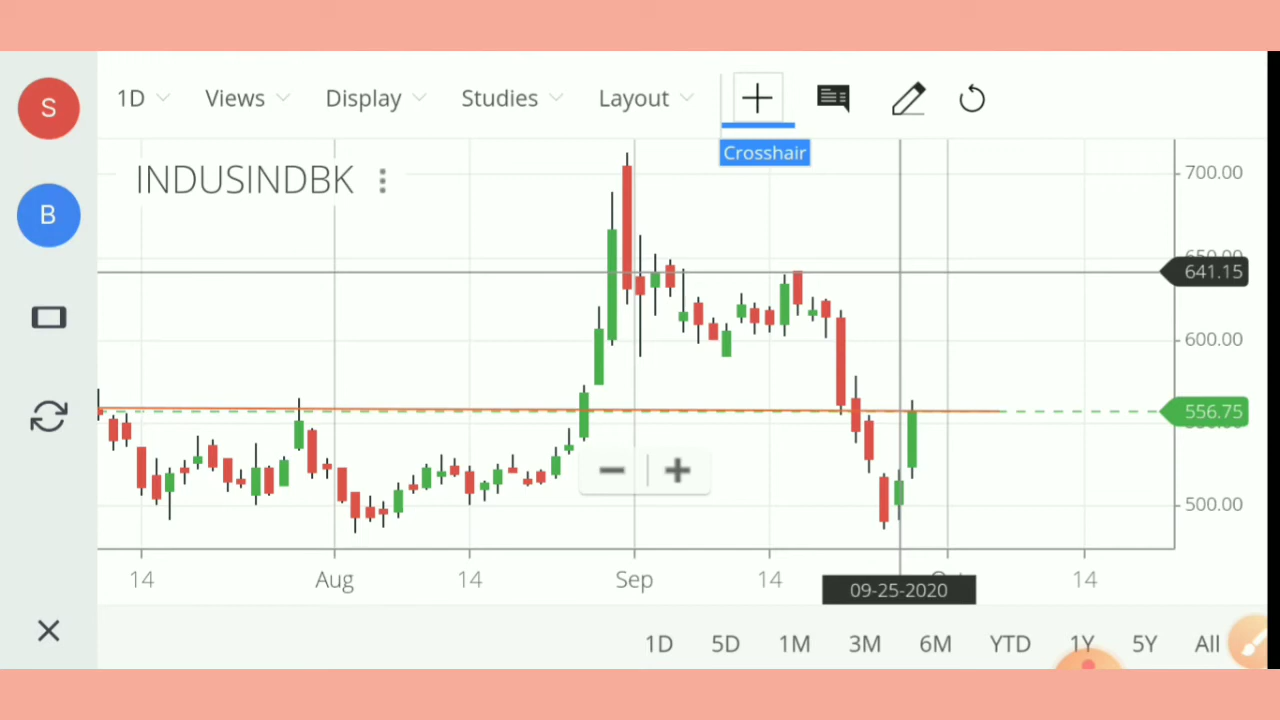 S
B
1D Views Display Studies Layout
Crosshair
INDUSINDBK
700.00
641.15
600.00
556.75
500.00
14 Aug 14 Sep 14 14
09-25-2020
1D 5D 1M 3M 6M YTD 1Y 5Y All